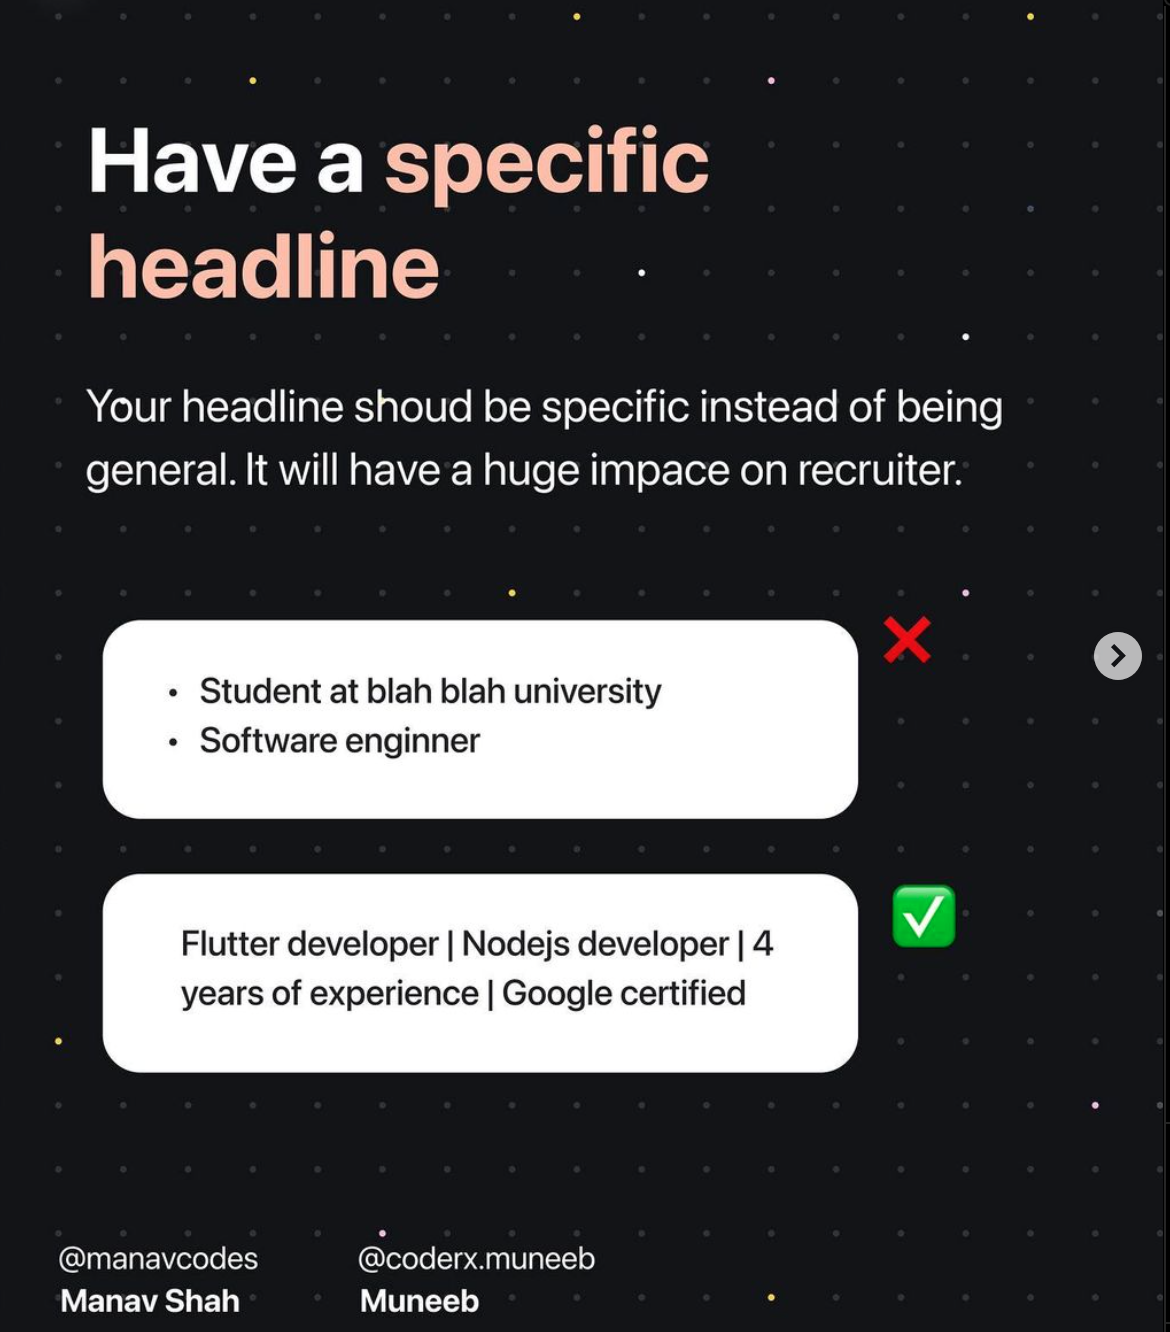 Have a specific
headline
Your headline shoud be specific instead of being
general. It will have a huge impace on recruiter.
• Student at blah blah university
• Software enginner
Flutter developer | Nodejs developer | 4
years of experience | Google certified
@manavcodes @coderx.muneeb
Manav Shah Muneeb